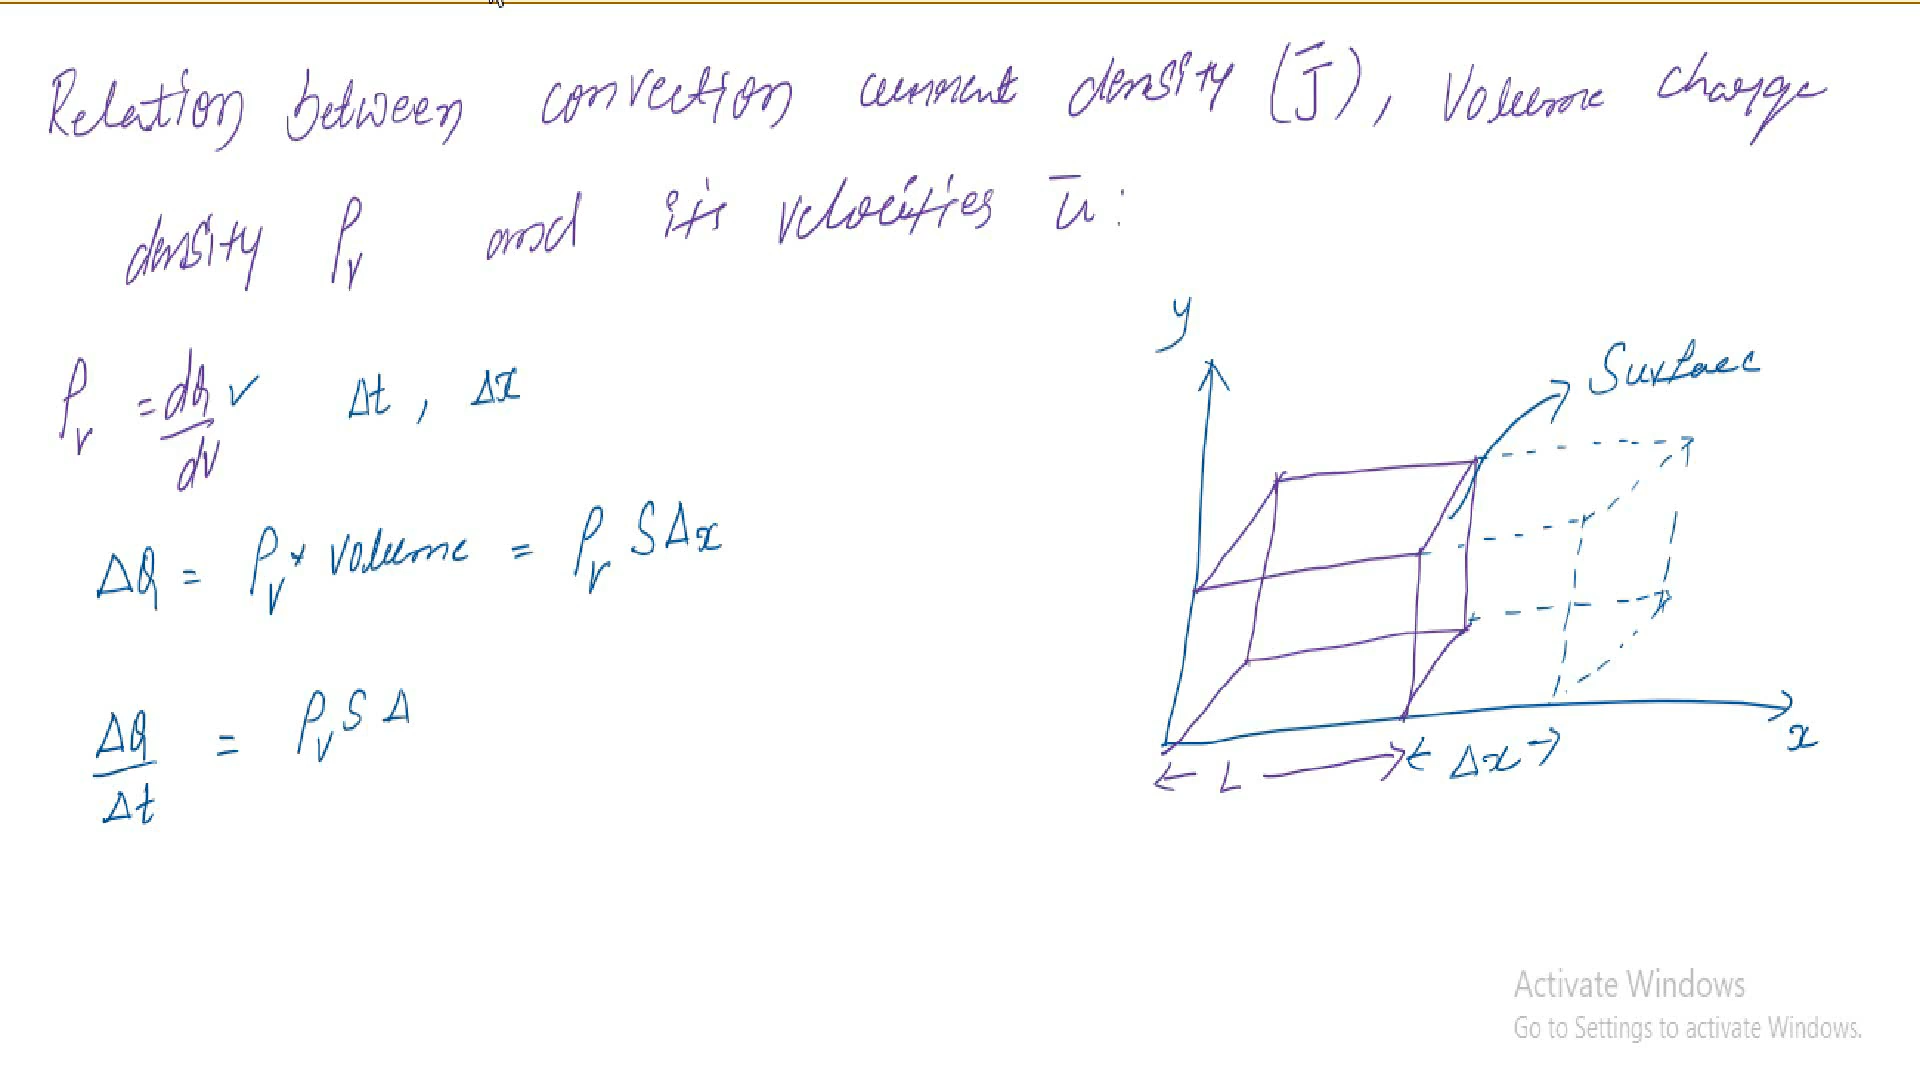 Relation between convection current density (J̅), Volume charge
density ρᵥ and its velocities u̅ :
ρᵥ = dQ/dv ✓ Δt , Δx
ΔQ = ρᵥ * volume = ρᵥ S Δx
ΔQ/Δt = ρᵥ S Δ
y
Surface
x
← L → ← Δx →
Activate Windows
Go to Settings to activate Windows.